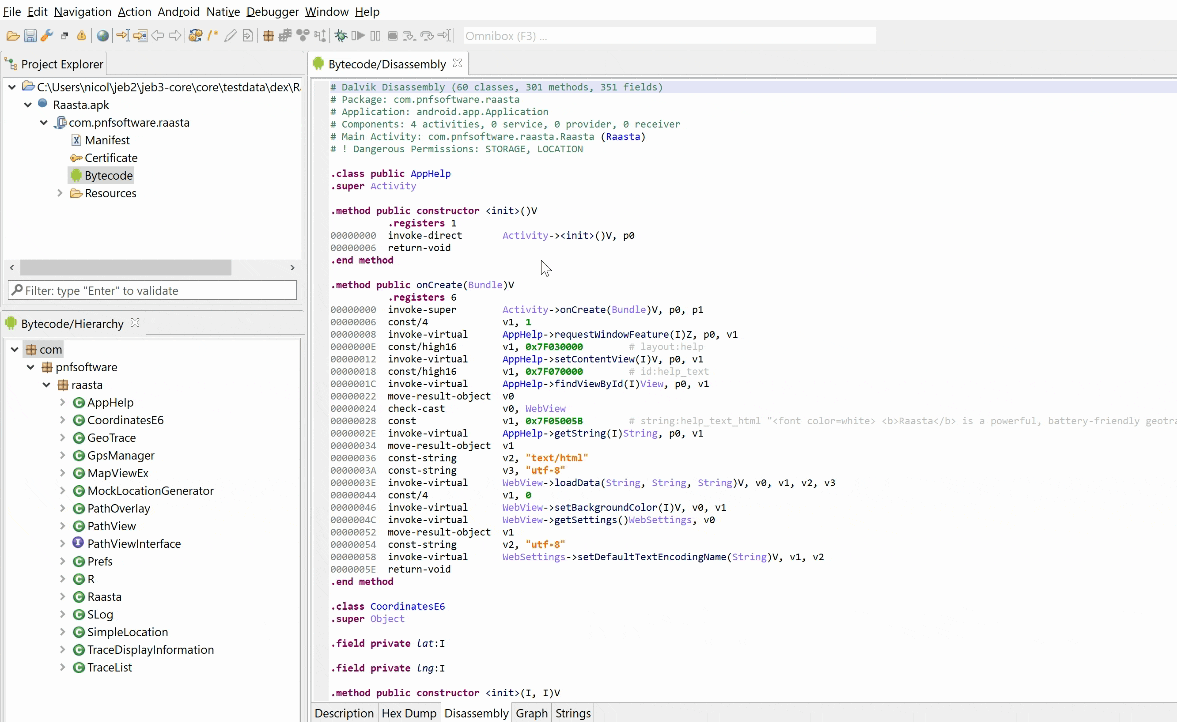 File Edit Navigation Action Android Native Debugger Window Help
Omnibox (F3) ...
Project Explorer
C:\Users\nicol\jeb2\jeb3-core\core\testdata\dex\R
Raasta.apk
com.pnfsoftware.raasta
Manifest
Certificate
Bytecode
Resources
Filter: type "Enter" to validate
Bytecode/Hierarchy
com
pnfsoftware
raasta
AppHelp
CoordinatesE6
GeoTrace
GpsManager
MapViewEx
MockLocationGenerator
PathOverlay
PathView
PathViewInterface
Prefs
R
Raasta
SLog
SimpleLocation
TraceDisplayInformation
TraceList
Bytecode/Disassembly
# Dalvik Disassembly (60 classes, 301 methods, 351 fields)
# Package: com.pnfsoftware.raasta
# Application: android.app.Application
# Components: 4 activities, 0 service, 0 provider, 0 receiver
# Main Activity: com.pnfsoftware.raasta.Raasta (Raasta)
# ! Dangerous Permissions: STORAGE, LOCATION
.class public AppHelp
.super Activity
.method public constructor <init>()V
.registers 1
00000000 invoke-direct Activity-><init>()V, p0
00000006 return-void
.end method
.method public onCreate(Bundle)V
.registers 6
00000000 invoke-super Activity->onCreate(Bundle)V, p0, p1
00000006 const/4 v1, 1
00000008 invoke-virtual AppHelp->requestWindowFeature(I)Z, p0, v1
0000000E const/high16 v1, 0x7F030000 # layout:help
00000012 invoke-virtual AppHelp->setContentView(I)V, p0, v1
00000018 const/high16 v1, 0x7F070000 # id:help_text
0000001C invoke-virtual AppHelp->findViewById(I)View, p0, v1
00000022 move-result-object v0
00000024 check-cast v0, WebView
00000028 const v1, 0x7F05005B # string:help_text_html "<font color=white> <b>Raasta</b> is a powerful, battery-friendly geotra
0000002E invoke-virtual AppHelp->getString(I)String, p0, v1
00000034 move-result-object v1
00000036 const-string v2, "text/html"
0000003A const-string v3, "utf-8"
0000003E invoke-virtual WebView->loadData(String, String, String)V, v0, v1, v2, v3
00000044 const/4 v1, 0
00000046 invoke-virtual WebView->setBackgroundColor(I)V, v0, v1
0000004C invoke-virtual WebView->getSettings()WebSettings, v0
00000052 move-result-object v1
00000054 const-string v2, "utf-8"
00000058 invoke-virtual WebSettings->setDefaultTextEncodingName(String)V, v1, v2
0000005E return-void
.end method
.class CoordinatesE6
.super Object
.field private lat:I
.field private lng:I
.method public constructor <init>(I, I)V
Description Hex Dump Disassembly Graph Strings